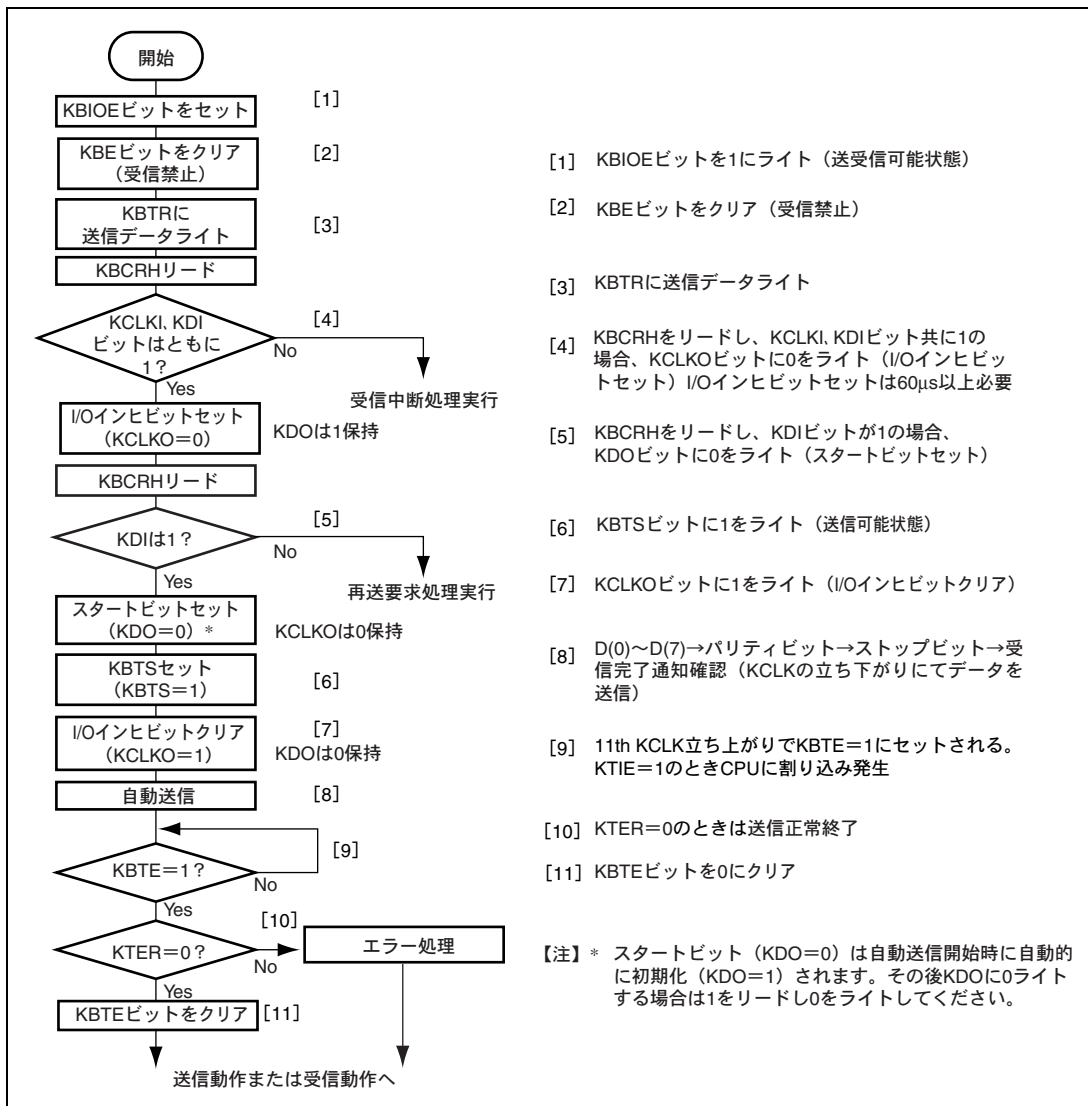 開始
KBIOEビットをセット
[1]
KBEビットをクリア
（受信禁止）
[2]
KBTRに
送信データライト
[3]
KBCRHリード
KCLKI、KDI
ビットはともに
1？
[4]
No
Yes
受信中断処理実行
I/Oインヒビットセット
（KCLKO＝0）
KDOは1保持
KBCRHリード
KDIは1？
[5]
No
Yes
再送要求処理実行
スタートビットセット
（KDO＝0）*
KCLKOは0保持
KBTSセット
（KBTS＝1）
[6]
I/Oインヒビットクリア
（KCLKO＝1）
[7]
KDOは0保持
自動送信
[8]
KBTE＝1？
[9]
No
Yes
KTER＝0？
[10]
No
エラー処理
Yes
KBTEビットをクリア
[11]
送信動作または受信動作へ
[1] KBIOEビットを1にライト（送受信可能状態）
[2] KBEビットをクリア（受信禁止）
[3] KBTRに送信データライト
[4] KBCRHをリードし、KCLKI、KDIビット共に1の
場合、KCLKOビットに0をライト（I/Oインヒビッ
トセット）I/Oインヒビットセットは60μs以上必要
[5] KBCRHをリードし、KDIビットが1の場合、
KDOビットに0をライト（スタートビットセット）
[6] KBTSビットに1をライト（送信可能状態）
[7] KCLKOビットに1をライト（I/Oインヒビットクリア）
[8] D(0)～D(7)→パリティビット→ストップビット→受
信完了通知確認（KCLKの立ち下がりにてデータを
送信）
[9] 11th KCLK立ち上がりでKBTE＝1にセットされる。
KTIE＝1のときCPUに割り込み発生
[10] KTER＝0のときは送信正常終了
[11] KBTEビットを0にクリア
【注】* スタートビット（KDO＝0）は自動送信開始時に自動的
に初期化（KDO＝1）されます。その後KDOに0ライト
する場合は1をリードし0をライトしてください。